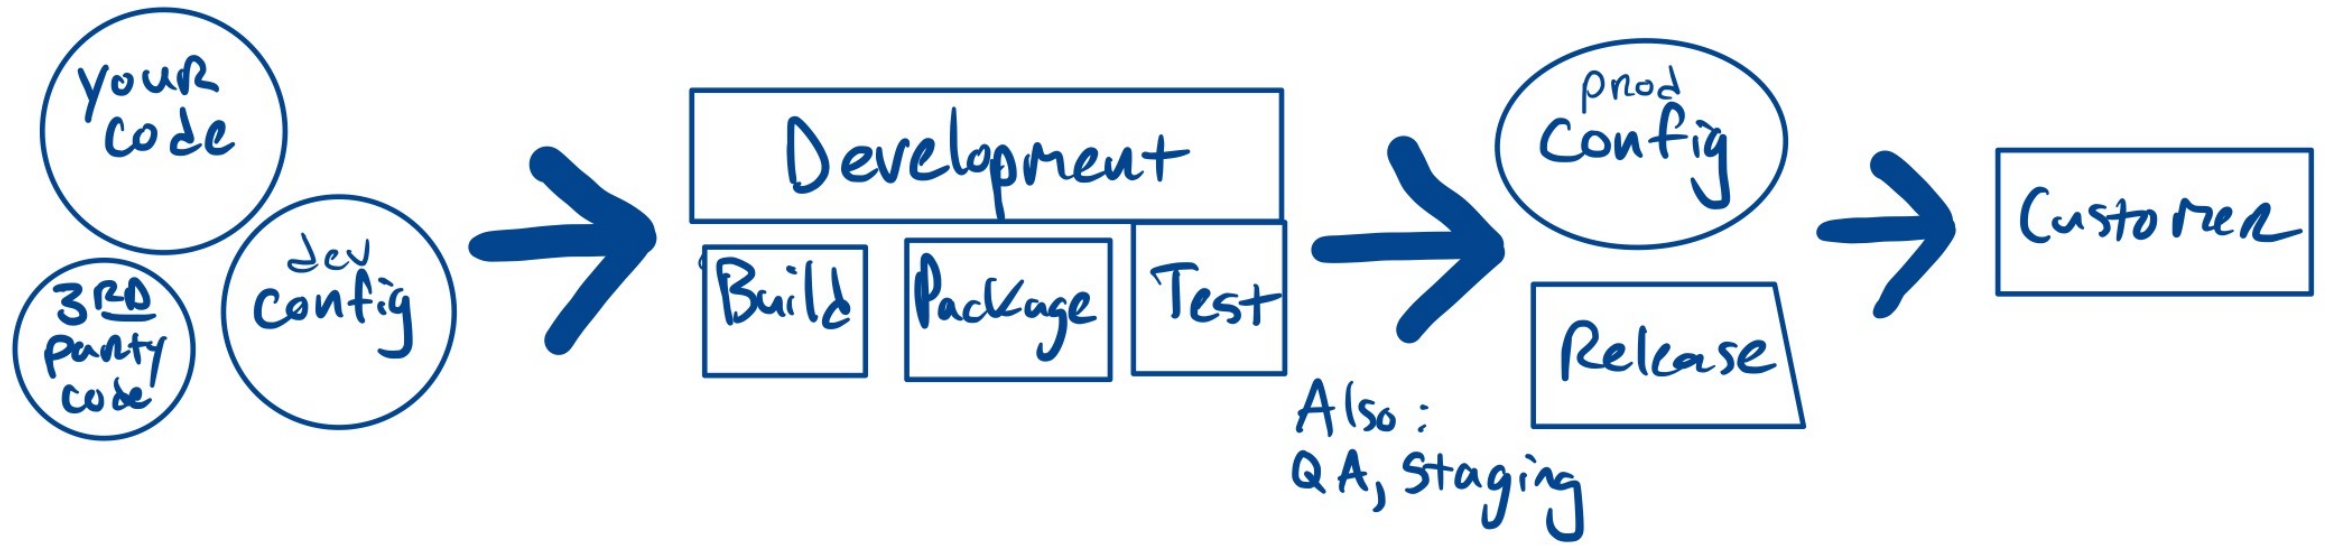 your
code
3RD
party
code
dev
config
Development
Build
Package
Test
Also:
QA, Staging
prod
config
Release
Customer